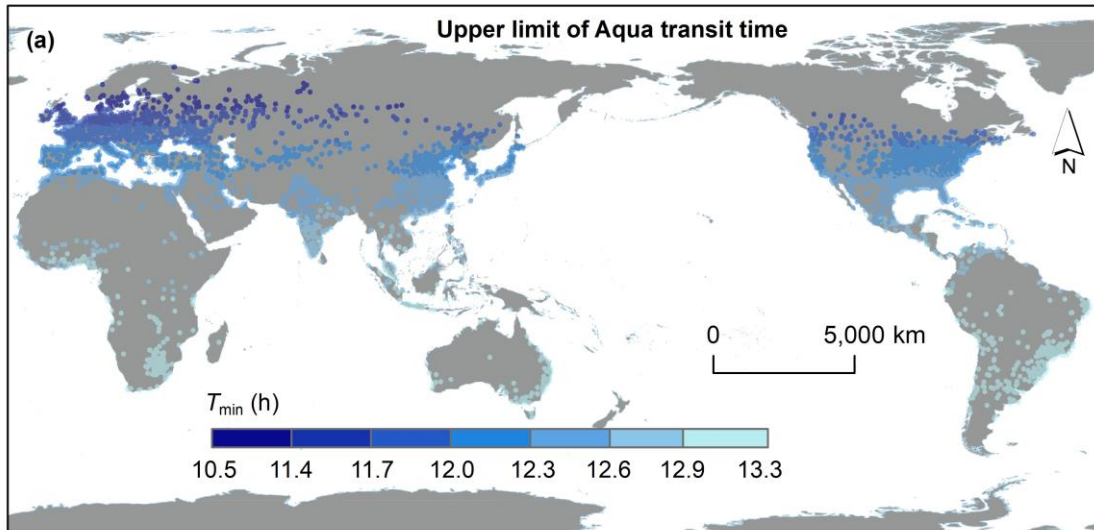 (a)
Upper limit of Aqua transit time
N
0 5,000 km
Tmin (h)
10.5 11.4 11.7 12.0 12.3 12.6 12.9 13.3